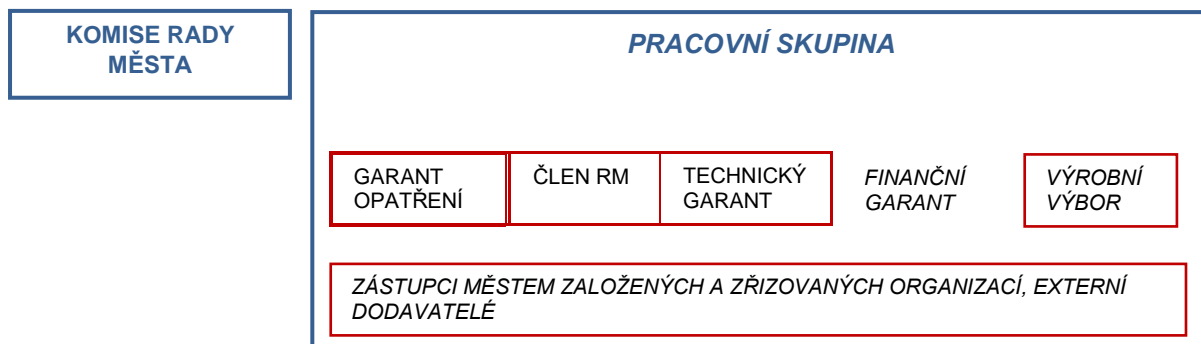 KOMISE RADY
MĚSTA
PRACOVNÍ SKUPINA
GARANT
OPATŘENÍ
ČLEN RM
TECHNICKÝ
GARANT
FINANČNÍ
GARANT
VÝROBNÍ
VÝBOR
ZÁSTUPCI MĚSTEM ZALOŽENÝCH A ZŘIZOVANÝCH ORGANIZACÍ, EXTERNÍ
DODAVATELÉ